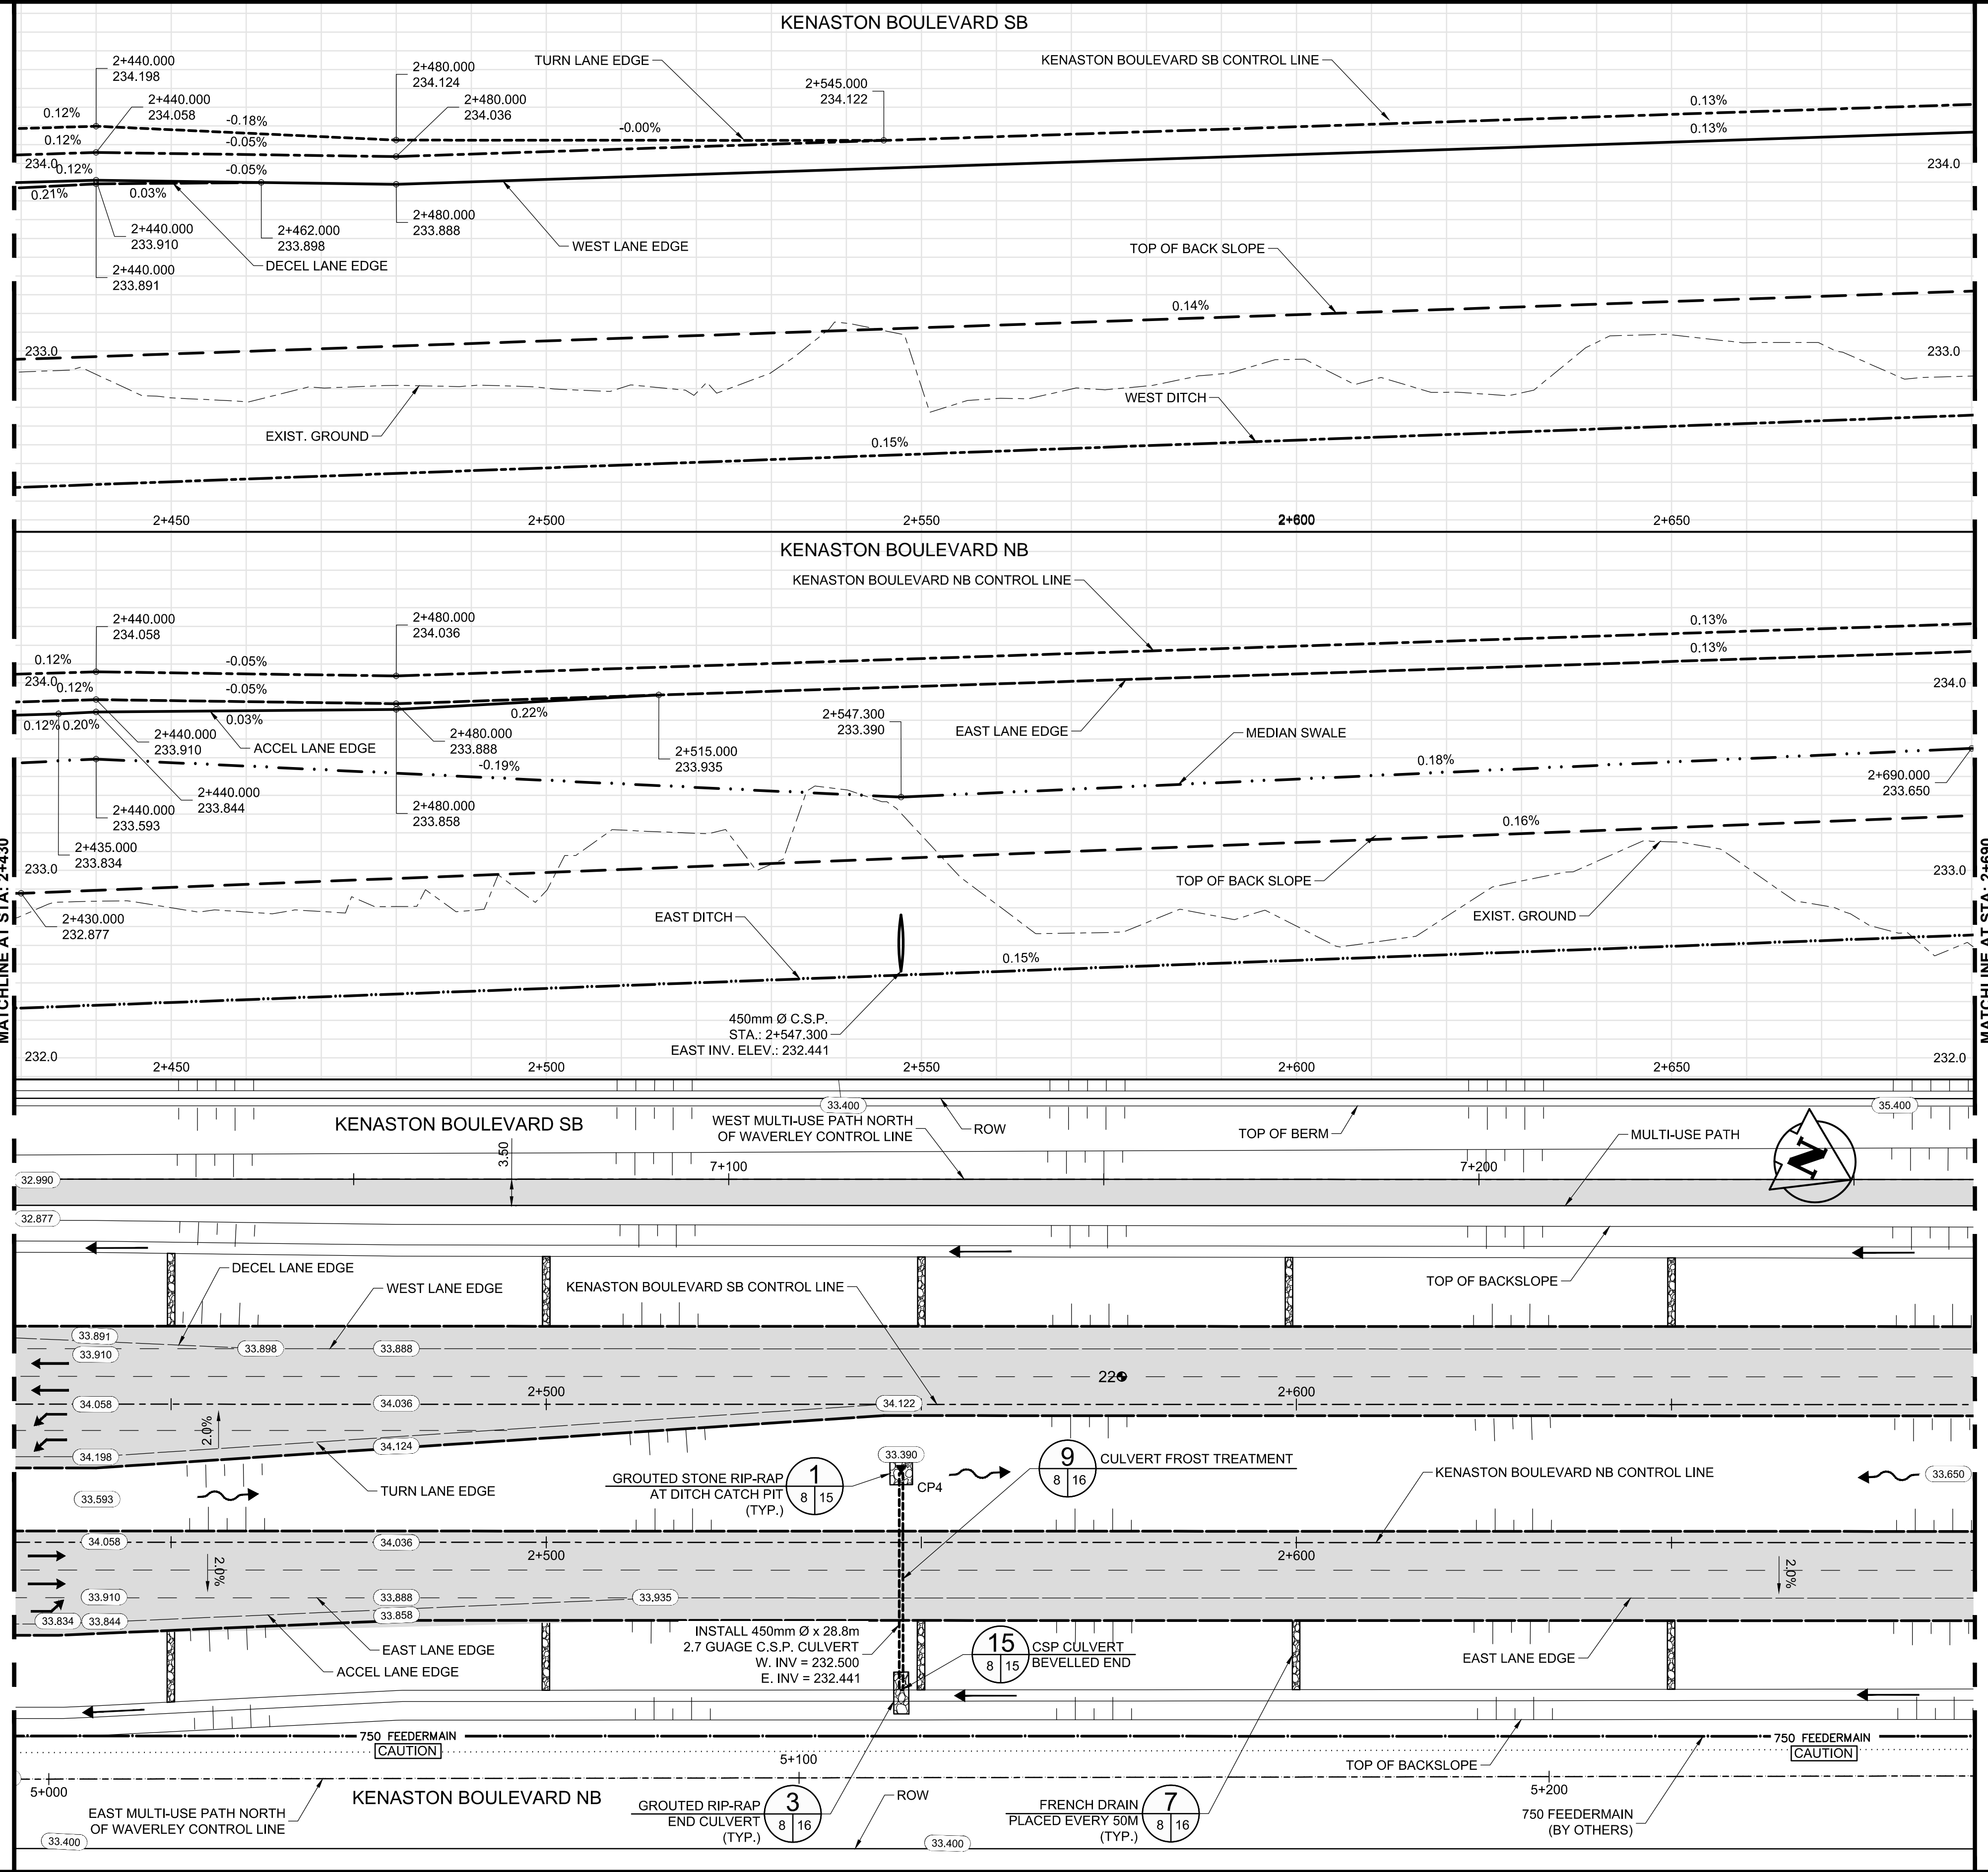 KENASTON BOULEVARD SB
2+440.000
234.198
2+440.000
234.058
2+480.000
234.124
2+480.000
234.036
TURN LANE EDGE
2+545.000
234.122
KENASTON BOULEVARD SB CONTROL LINE
0.12%
-0.18%
-0.00%
0.13%
0.12%
-0.05%
0.13%
234.0
0.12%
-0.05%
234.0
0.21%
0.03%
2+440.000
233.910
2+462.000
233.898
2+480.000
233.888
WEST LANE EDGE
DECEL LANE EDGE
2+440.000
233.891
TOP OF BACK SLOPE
0.14%
233.0
233.0
WEST DITCH
EXIST. GROUND
0.15%
2+450
2+500
2+550
2+600
2+650
KENASTON BOULEVARD NB
KENASTON BOULEVARD NB CONTROL LINE
2+440.000
234.058
2+480.000
234.036
0.13%
0.12%
-0.05%
0.13%
234.0
0.12%
-0.05%
234.0
0.12%
0.20%
0.03%
0.22%
2+440.000
233.910
ACCEL LANE EDGE
2+480.000
233.888
2+515.000
233.935
2+547.300
233.390
EAST LANE EDGE
MEDIAN SWALE
-0.19%
0.18%
2+690.000
233.650
2+440.000
233.844
2+440.000
233.593
2+480.000
233.858
2+435.000
233.834
0.16%
233.0
233.0
TOP OF BACK SLOPE
2+430.000
232.877
EAST DITCH
EXIST. GROUND
0.15%
450mm Ø C.S.P.
STA.: 2+547.300
EAST INV. ELEV.: 232.441
232.0
232.0
2+450
2+500
2+550
2+600
2+650
MATCHLINE AT STA: 2+430
MATCHLINE AT STA: 2+690
33.400
35.400
KENASTON BOULEVARD SB
WEST MULTI-USE PATH NORTH
OF WAVERLEY CONTROL LINE
ROW
TOP OF BERM
MULTI-USE PATH
N
3.50
7+100
7+200
32.990
32.877
DECEL LANE EDGE
WEST LANE EDGE
KENASTON BOULEVARD SB CONTROL LINE
TOP OF BACKSLOPE
33.891
33.910
33.898
33.888
22
2+500
2+600
34.058
34.036
34.122
2.0%
34.198
34.124
33.390
GROUTED STONE RIP-RAP
AT DITCH CATCH PIT
(TYP.)
1
8 15
CP4
9
8 16
CULVERT FROST TREATMENT
KENASTON BOULEVARD NB CONTROL LINE
33.650
33.593
TURN LANE EDGE
34.058
34.036
2+500
2+600
2.0%
2.0%
33.910
33.888
33.935
33.834
33.844
33.858
INSTALL 450mm Ø x 28.8m
2.7 GUAGE C.S.P. CULVERT
W. INV = 232.500
E. INV = 232.441
15
8 15
CSP CULVERT
BEVELLED END
EAST LANE EDGE
ACCEL LANE EDGE
EAST LANE EDGE
750 FEEDERMAIN
CAUTION
750 FEEDERMAIN
CAUTION
5+000
5+100
5+200
TOP OF BACKSLOPE
EAST MULTI-USE PATH NORTH
OF WAVERLEY CONTROL LINE
KENASTON BOULEVARD NB
GROUTED RIP-RAP
END CULVERT
(TYP.)
3
8 16
ROW
FRENCH DRAIN
PLACED EVERY 50M
(TYP.)
7
8 16
750 FEEDERMAIN
(BY OTHERS)
33.400
33.400